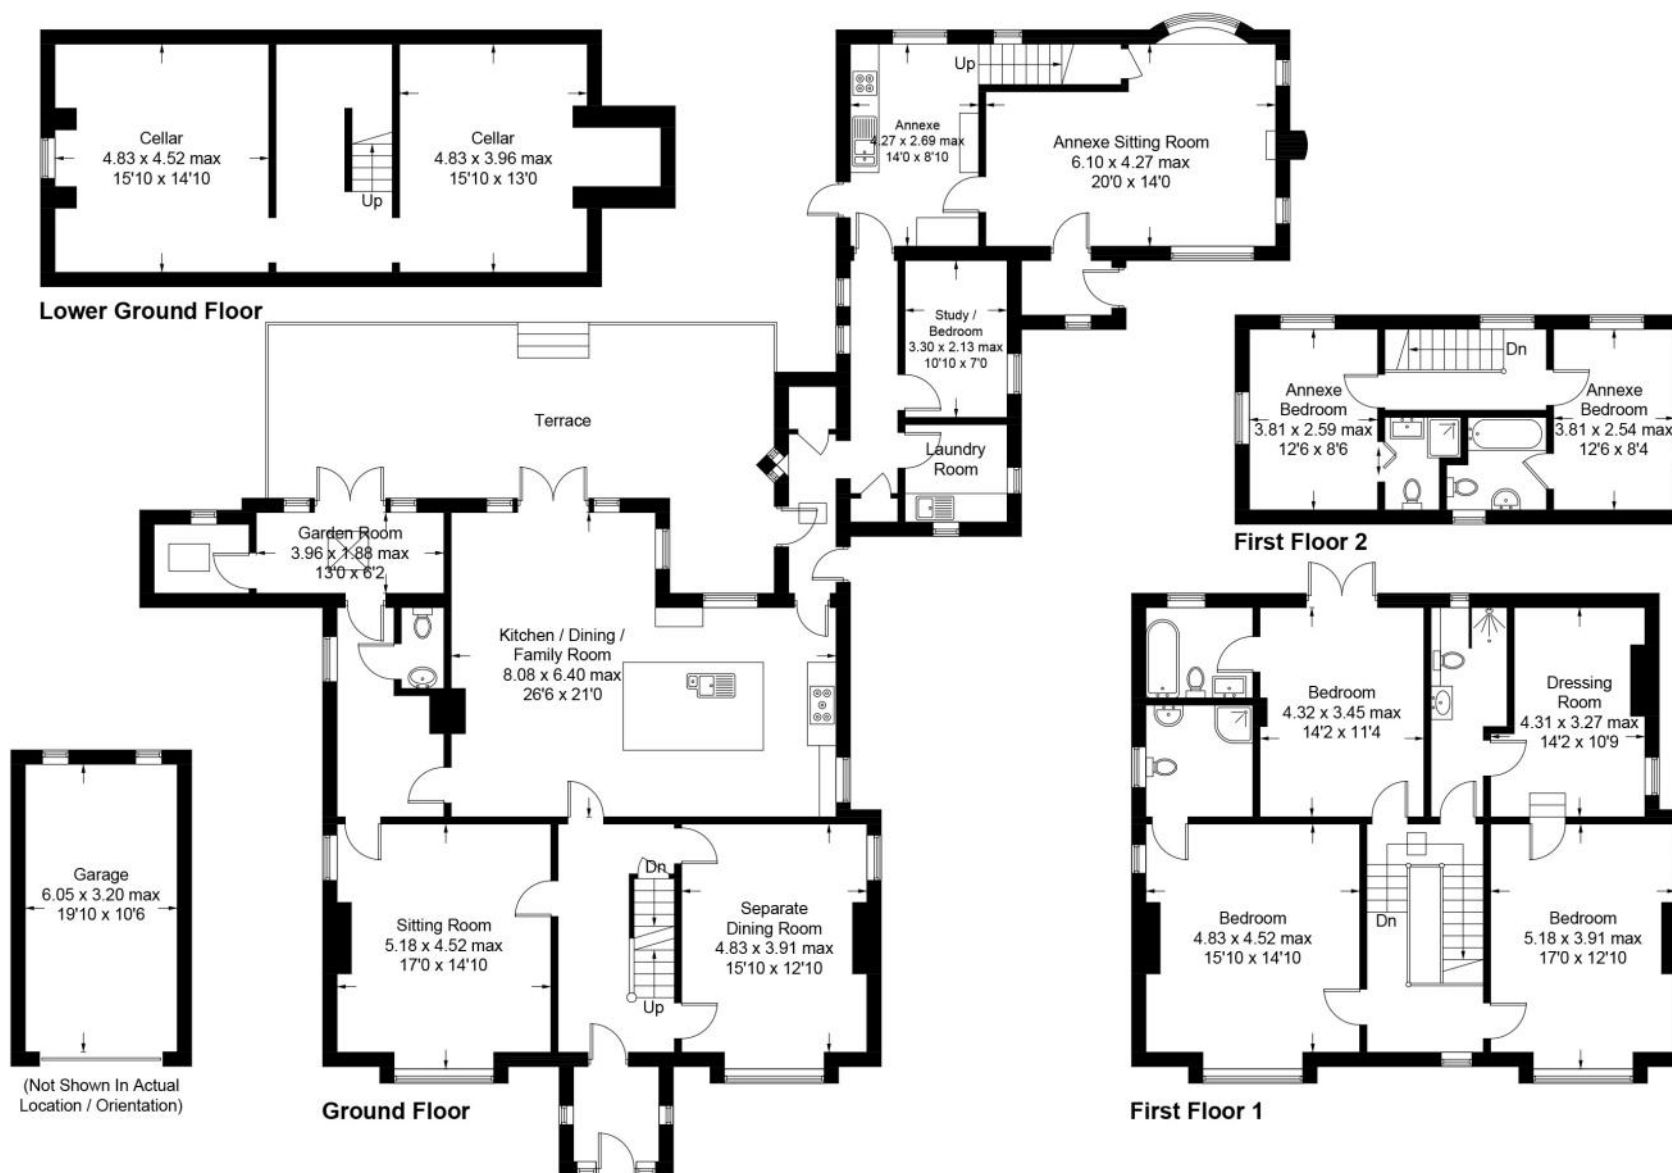 Cellar
4.83 x 4.52 max
15'10 x 14'10
Up
Cellar
4.83 x 3.96 max
15'10 x 13'0
Lower Ground Floor
Up
Annexe
4.27 x 2.69 max
14'0 x 8'10
Annexe Sitting Room
6.10 x 4.27 max
20'0 x 14'0
Study /
Bedroom
3.30 x 2.13 max
10'10 x 7'0
Laundry
Room
Terrace
Garden Room
3.96 x 1.88 max
13'0 x 6'2
Kitchen / Dining /
Family Room
8.08 x 6.40 max
26'6 x 21'0
Dn
Annexe
Bedroom
3.81 x 2.59 max
12'6 x 8'6
Annexe
Bedroom
3.81 x 2.54 max
12'6 x 8'4
First Floor 2
Bedroom
4.32 x 3.45 max
14'2 x 11'4
Dressing
Room
4.31 x 3.27 max
14'2 x 10'9
Garage
6.05 x 3.20 max
19'10 x 10'6
(Not Shown In Actual
Location / Orientation)
Sitting Room
5.18 x 4.52 max
17'0 x 14'10
Dn
Up
Separate
Dining Room
4.83 x 3.91 max
15'10 x 12'10
Ground Floor
Bedroom
4.83 x 4.52 max
15'10 x 14'10
Dn
Bedroom
5.18 x 3.91 max
17'0 x 12'10
First Floor 1